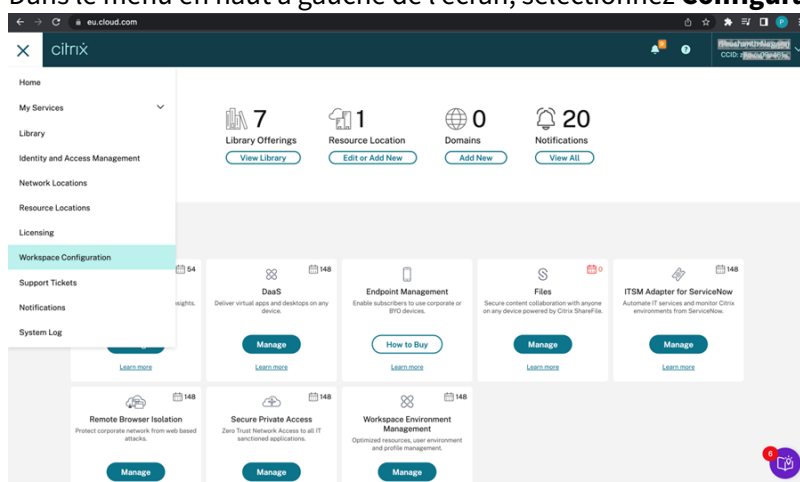 Dans le menu en haut à gauche de l'écran, sélectionnez
eu.cloud.com
citrix
3
CCID:
Home
My Services
Library
Identity and Access Management
Network Locations
Resource Locations
Licensing
Workspace Configuration
Support Tickets
Notifications
System Log
7
Library Offerings
View Library
1
Resource Location
Edit or Add New
0
Domains
Add New
20
Notifications
View All
54
Learn more
148
DaaS
Deliver virtual apps and desktops on any
device.
Manage
Learn more
Endpoint Management
Enable subscribers to use corporate or
BYO devices.
How to Buy
Learn more
0
Files
Secure content collaboration with anyone
on any device powered by Citrix ShareFile.
Manage
Learn more
148
ITSM Adapter for ServiceNow
Automate IT services and monitor Citrix
environments from ServiceNow.
Manage
Learn more
148
Remote Browser Isolation
Protect corporate network from web based
attacks.
Manage
148
Secure Private Access
Zero Trust Network Access to all IT
sanctioned applications.
Manage
148
Workspace Environment
Management
Optimized resources, user environment
and profile management.
Manage
6